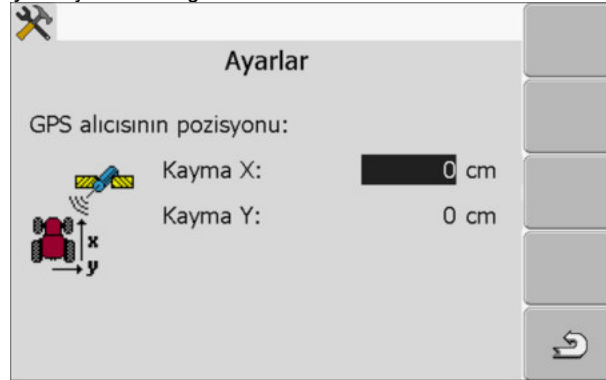 Ayarlar
GPS alıcısının pozisyonu:
Kayma X: 0 cm
Kayma Y: 0 cm
x
y